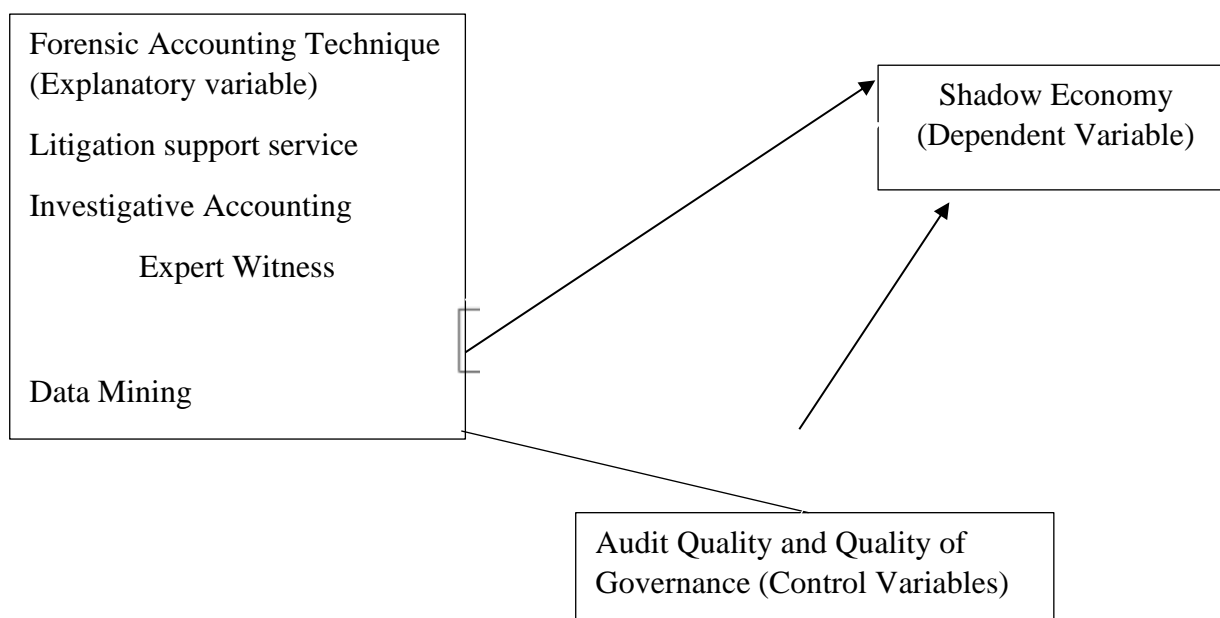 Forensic Accounting Technique
(Explanatory variable)
Litigation support service
Investigative Accounting
Expert Witness
Data Mining
Shadow Economy
(Dependent Variable)
Audit Quality and Quality of
Governance (Control Variables)